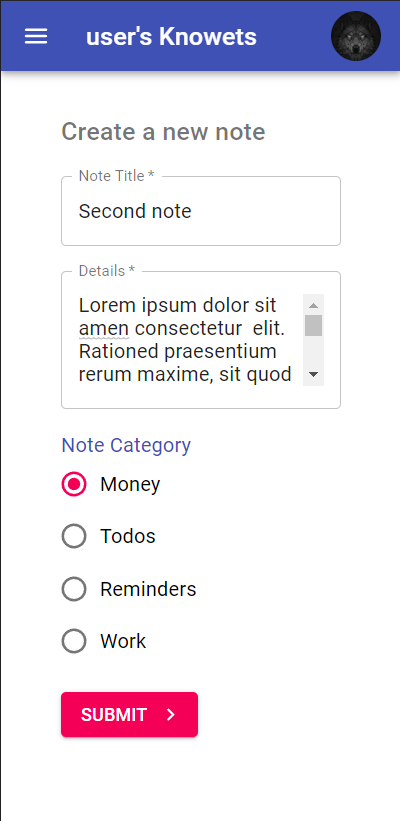 user's Knowets
Create a new note
Note Title *
Second note
Details *
Lorem ipsum dolor sit
amen consectetur  elit.
Rationed praesentium
rerum maxime, sit quod
Note Category
Money
Todos
Reminders
Work
SUBMIT